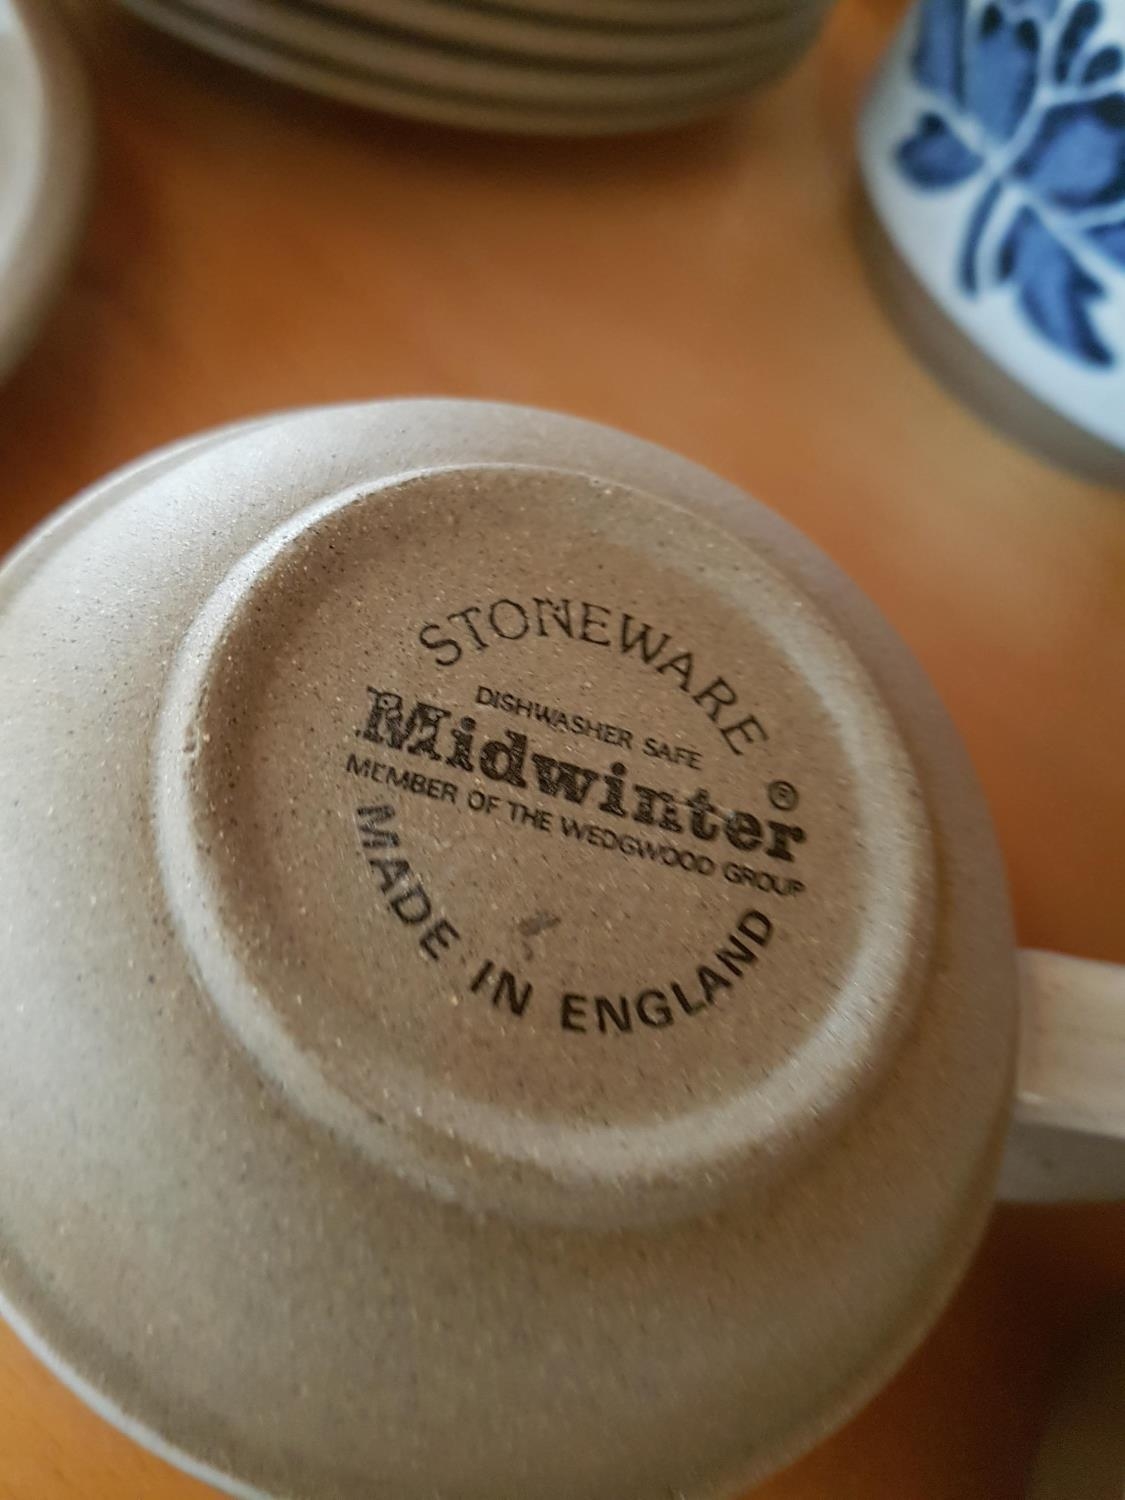 STONEWARE
DISHWASHER SAFE
Midwinter ®
MEMBER OF THE WEDGWOOD GROUP
MADE IN ENGLAND